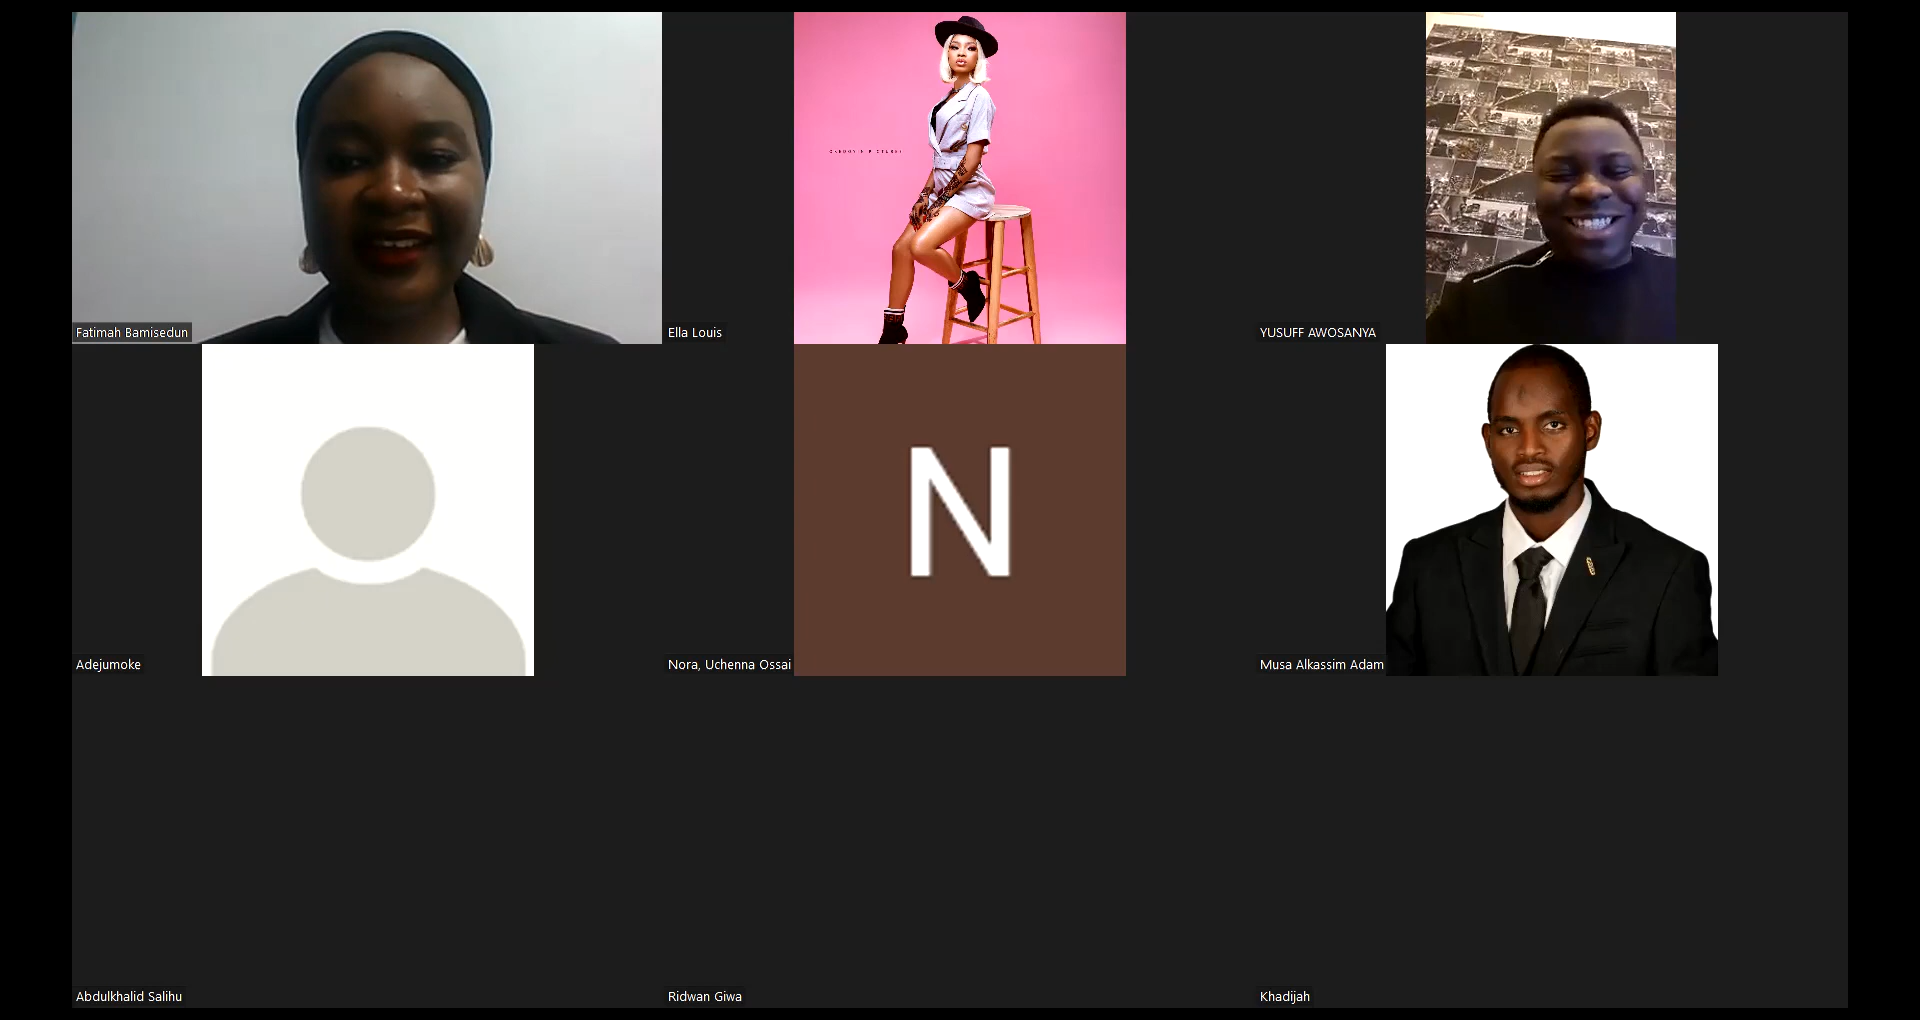 Fatimah Bamisedun
Ella Louis
YUSUFF AWOSANYA
N
Adejumoke
Nora, Uchenna Ossai
Musa Alkassim Adam
Abdulkhalid Salihu
Ridwan Giwa
Khadijah